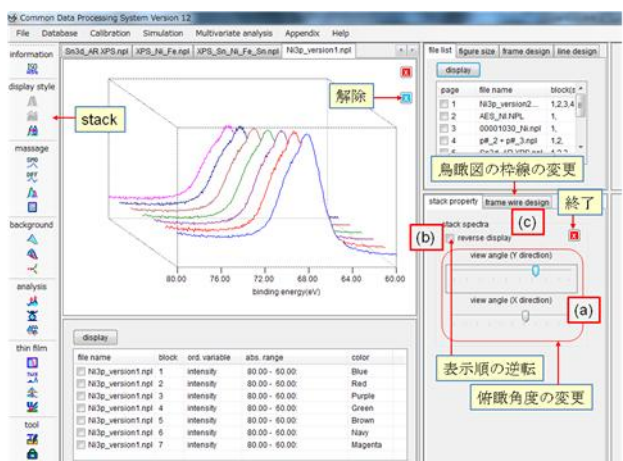 Common Data Processing System Version 12
File Database Calibration Simulation Multivariate analysis Appendix Help
information
display style
stack
massage
background
analysis
thin film
tool
Sn3d_AR XPS.npl XPS_Ni_Fe.npl XPS_Sn_Ni_Fe_Sn.npl Ni3p_version1.npl
解除
80.00 76.00 72.00 68.00 64.00 60.00
binding energy(eV)
display
file name block ord. variable abs. range color
Ni3p_version1.npl 1 intensity 80.00 - 60.00: Blue
Ni3p_version1.npl 2 intensity 80.00 - 60.00: Red
Ni3p_version1.npl 3 intensity 80.00 - 60.00: Purple
Ni3p_version1.npl 4 intensity 80.00 - 60.00: Green
Ni3p_version1.npl 5 intensity 80.00 - 60.00: Brown
Ni3p_version1.npl 6 intensity 80.00 - 60.00: Navy
Ni3p_version1.npl 7 intensity 80.00 - 60.00: Magenta
file list figure size frame design line design
display
page file name block(s
1 Ni3p_version2... 1,2,3,4
2 AES_Ni.NPL 1,
3 00001030_Ni.npl 1,
4 p#_2 + p#_3.npl 1,2,
鳥瞰図の枠線の変更
stack property frame wire design
終了
(c)
(b)
stack spectra
reverse display
view angle (Y direction)
view angle (X direction)
(a)
表示順の逆転
俯瞰角度の変更